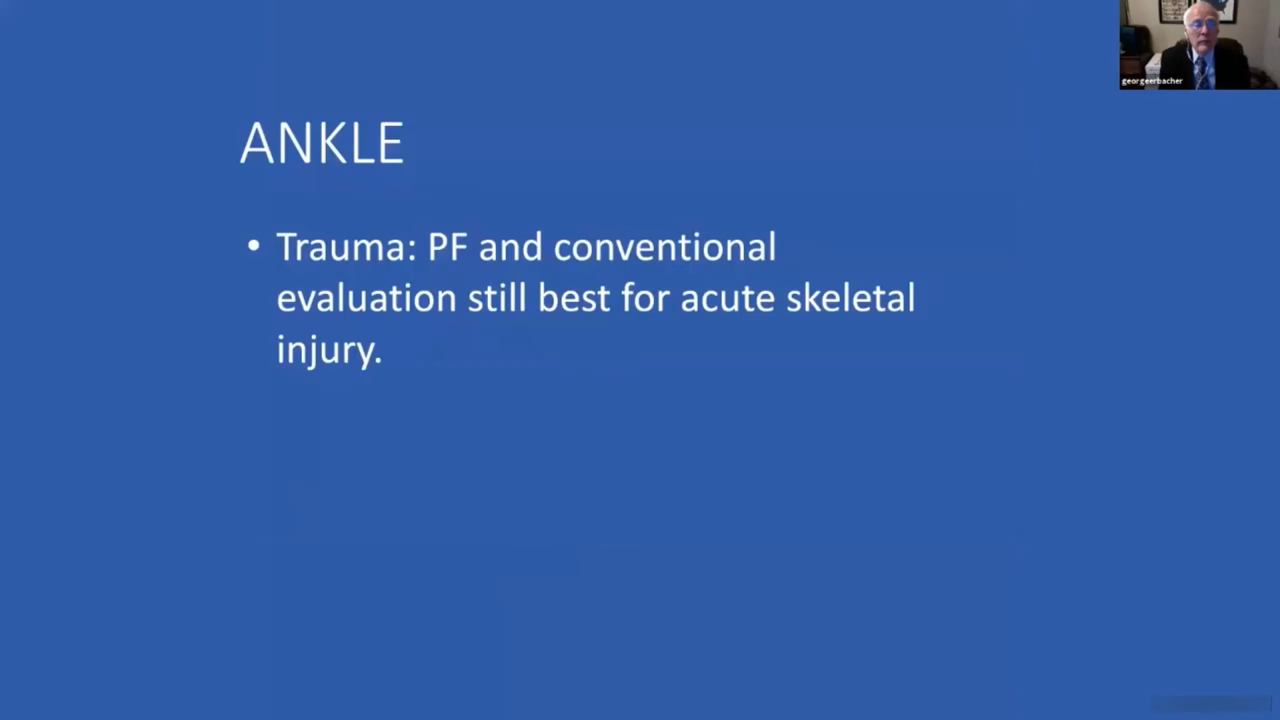 georgeerbacher
ANKLE
• Trauma: PF and conventional
evaluation still best for acute skeletal
injury.